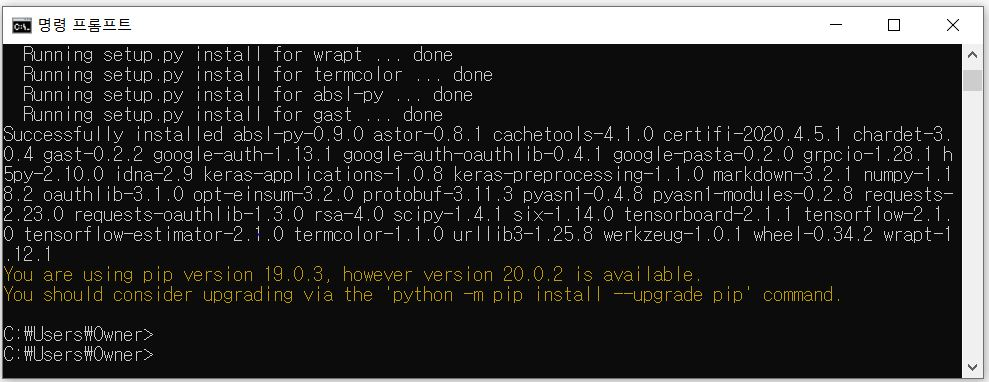 명령 프롬프트
Running setup.py install for wrapt ... done
Running setup.py install for termcolor ... done
Running setup.py install for absl-py ... done
Running setup.py install for gast ... done
Successfully installed absl-py-0.9.0 astor-0.8.1 cachetools-4.1.0 certifi-2020.4.5.1 chardet-3.
0.4 gast-0.2.2 google-auth-1.13.1 google-auth-oauthlib-0.4.1 google-pasta-0.2.0 grpcio-1.28.1 h
5py-2.10.0 idna-2.9 keras-applications-1.0.8 keras-preprocessing-1.1.0 markdown-3.2.1 numpy-1.1
8.2 oauthlib-3.1.0 opt-einsum-3.2.0 protobuf-3.11.3 pyasn1-0.4.8 pyasn1-modules-0.2.8 requests-
2.23.0 requests-oauthlib-1.3.0 rsa-4.0 scipy-1.4.1 six-1.14.0 tensorboard-2.1.1 tensorflow-2.1.
0 tensorflow-estimator-2.1.0 termcolor-1.1.0 urllib3-1.25.8 werkzeug-1.0.1 wheel-0.34.2 wrapt-1
.12.1
You are using pip version 19.0.3, however version 20.0.2 is available.
You should consider upgrading via the 'python -m pip install --upgrade pip' command.
C:₩Users₩Owner>
C:₩Users₩Owner>